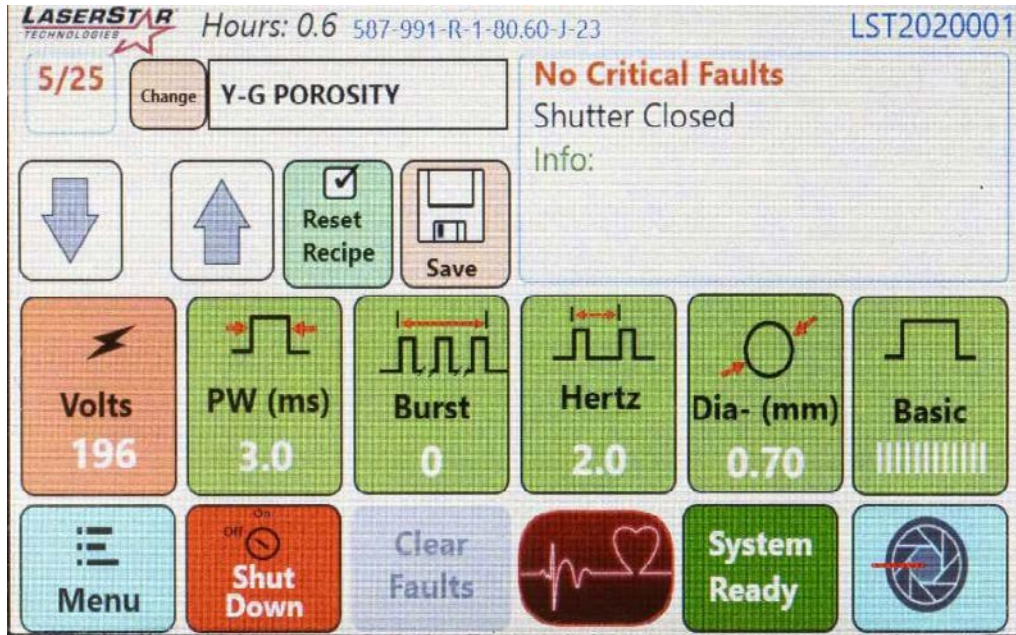 LASERSTAR
TECHNOLOGIES
Hours: 0.6
587-991-R-1-80.60-J-23
LST2020001
5/25
Change
Y-G POROSITY
No Critical Faults
Shutter Closed
Info:
Reset
Recipe
Save
Volts
196
PW (ms)
3.0
Burst
0
Hertz
2.0
Dia- (mm)
0.70
Basic
Menu
On
Off
Shut
Down
Clear
Faults
System
Ready